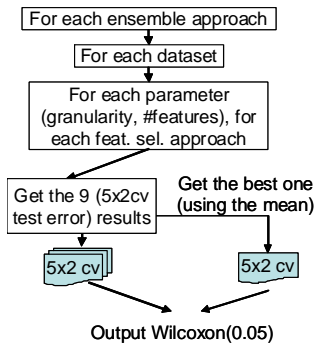 For each ensemble approach
For each dataset
For each parameter
(granularity, #features), for
each feat. sel. approach
Get the 9 (5x2cv
test error) results
Get the best one
(using the mean)
5x2 cv
5x2 cv
Output Wilcoxon(0.05)